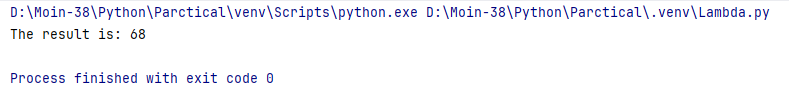 D:\Moin-38\Python\Parctical\venv\Scripts\python.exe D:\Moin-38\Python\Parctical\.venv\Lambda.py
The result is: 68
Process finished with exit code 0